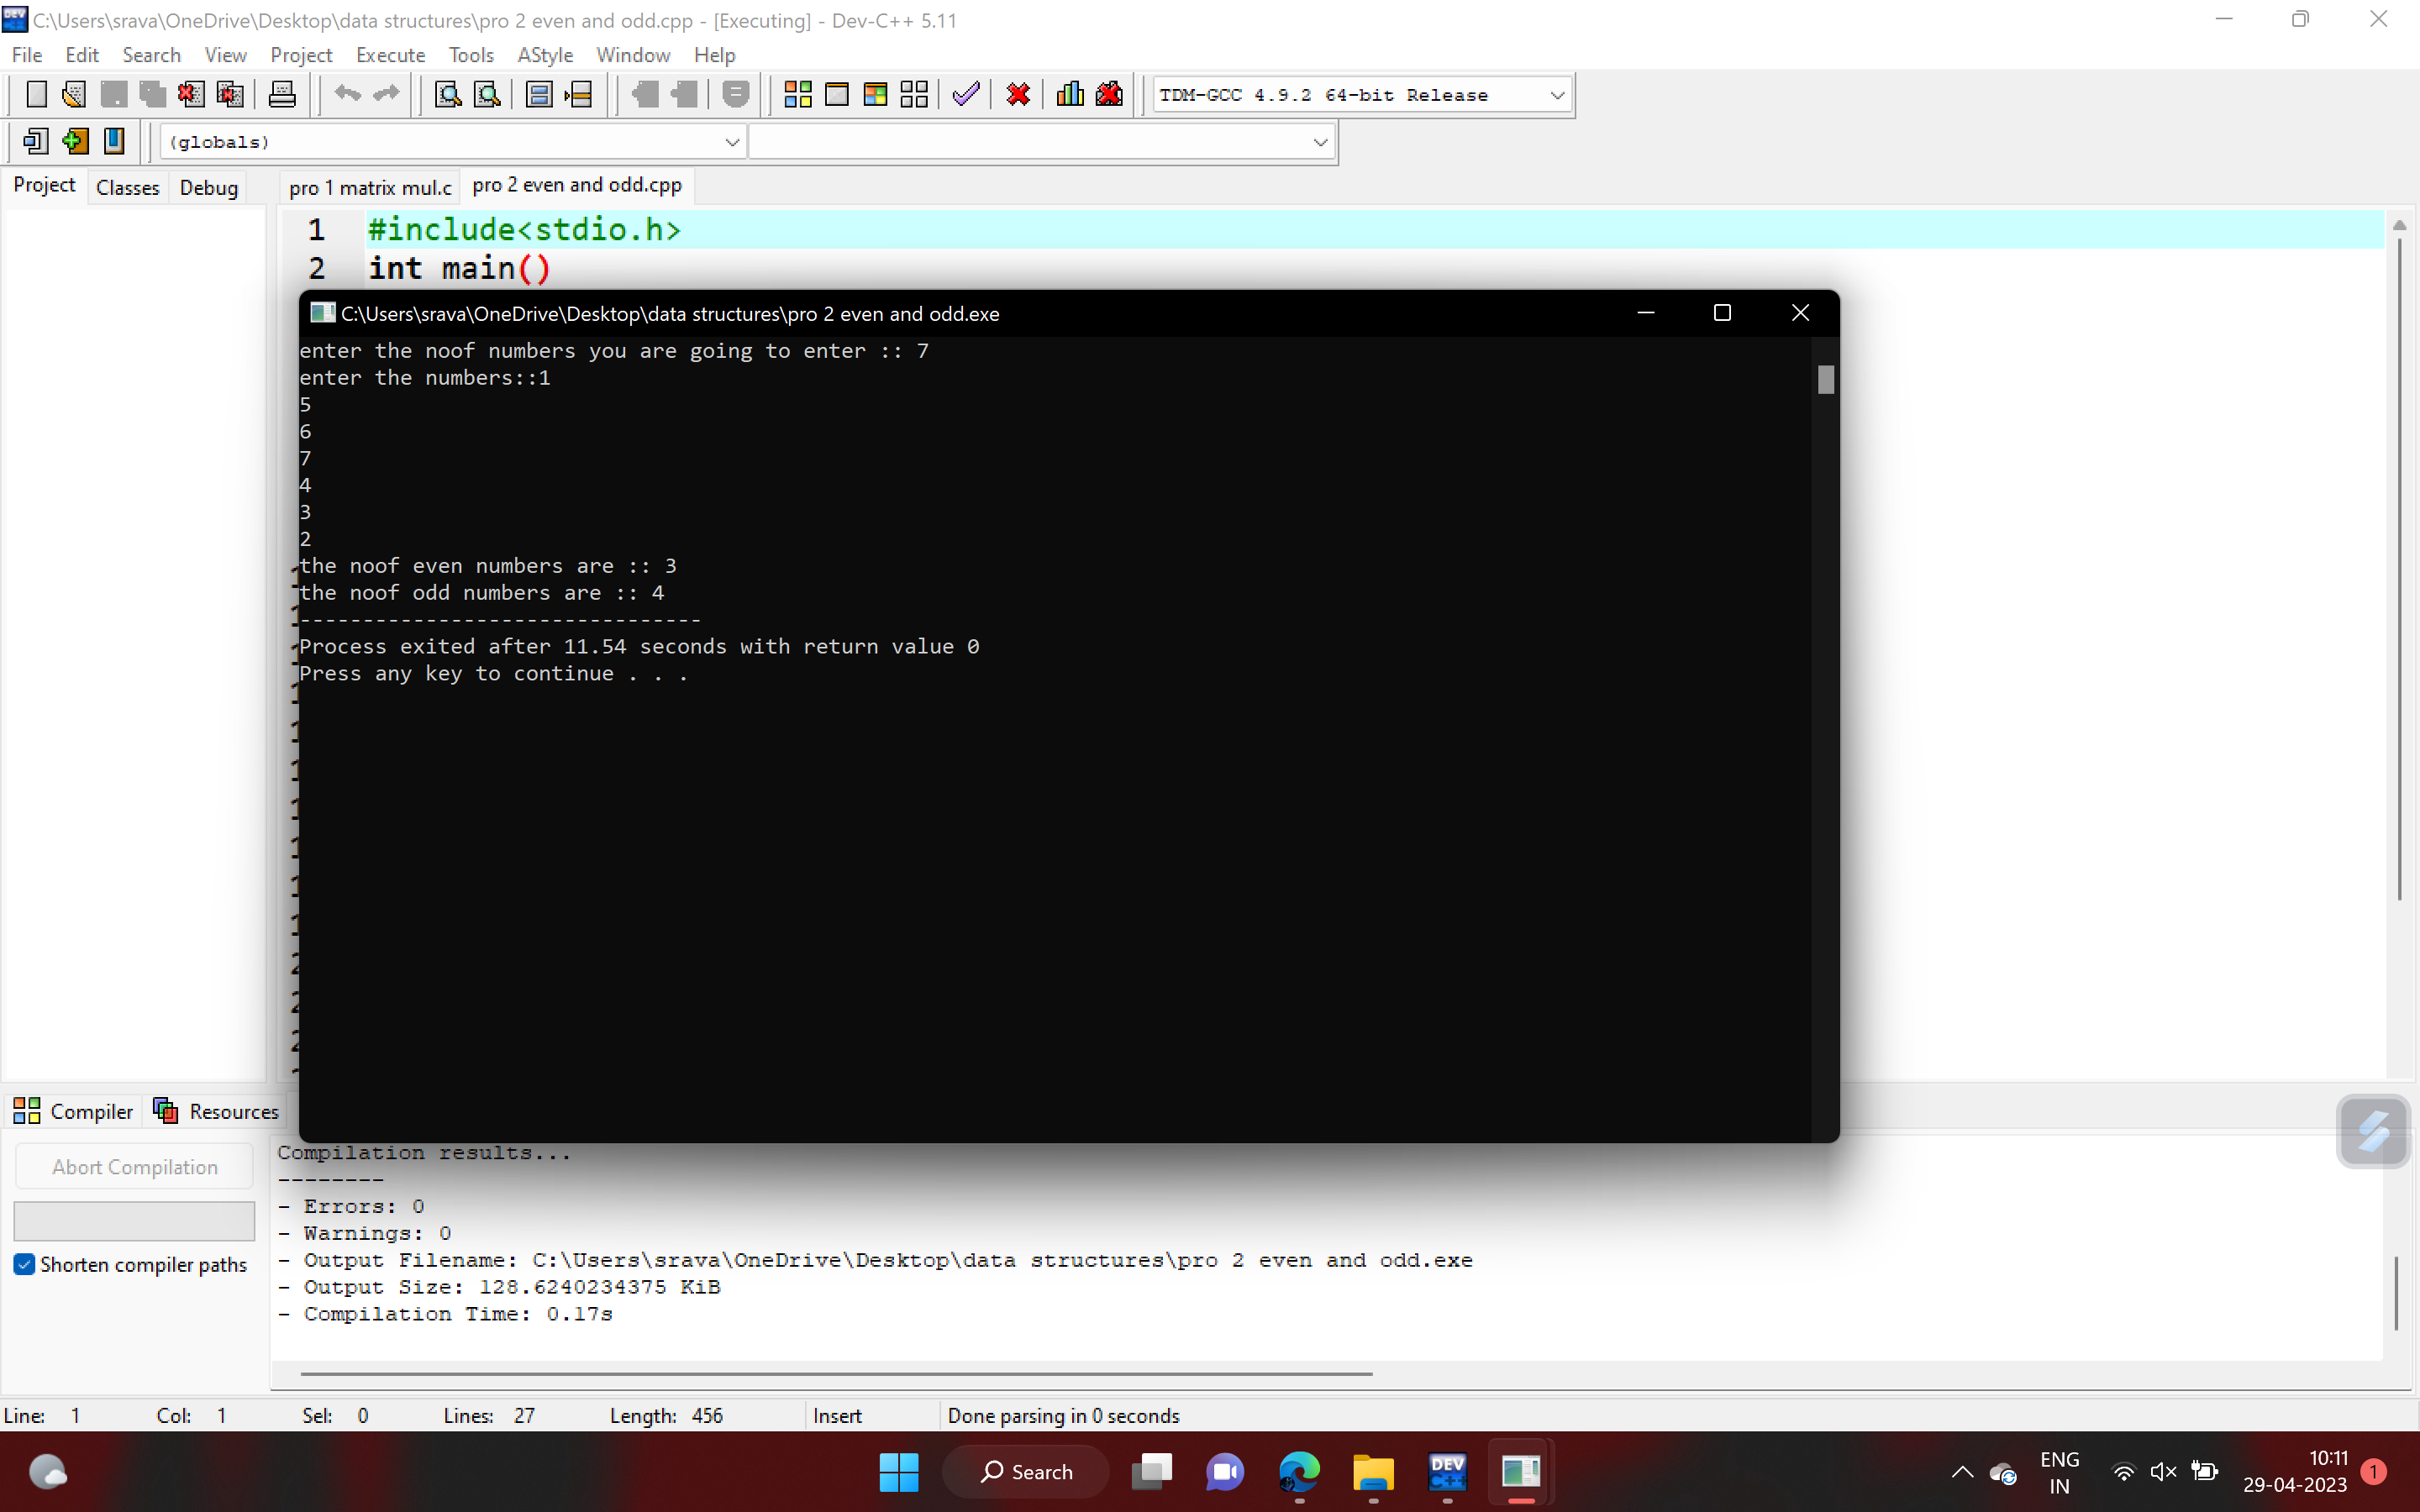 C:\Users\srava\OneDrive\Desktop\data structures\pro 2 even and odd.cpp - [Executing] - Dev-C++ 5.11
File Edit Search View Project Execute Tools AStyle Window Help
TDM-GCC 4.9.2 64-bit Release
(globals)
Project Classes Debug
pro 1 matrix mul.c pro 2 even and odd.cpp
1 #include<stdio.h>
2 int main()
C:\Users\srava\OneDrive\Desktop\data structures\pro 2 even and odd.exe
enter the noof numbers you are going to enter :: 7
enter the numbers::1
5
6
7
4
3
2
the noof even numbers are :: 3
the noof odd numbers are :: 4
--------------------------------
Process exited after 11.54 seconds with return value 0
Press any key to continue . . .
Compiler Resources
Abort Compilation
Shorten compiler paths
Compilation results...
--------
- Errors: 0
- Warnings: 0
- Output Filename: C:\Users\srava\OneDrive\Desktop\data structures\pro 2 even and odd.exe
- Output Size: 128.6240234375 KiB
- Compilation Time: 0.17s
Line: 1 Col: 1 Sel: 0 Lines: 27 Length: 456 Insert Done parsing in 0 seconds
Search
DEV C++
ENG
IN
10:11
29-04-2023
1